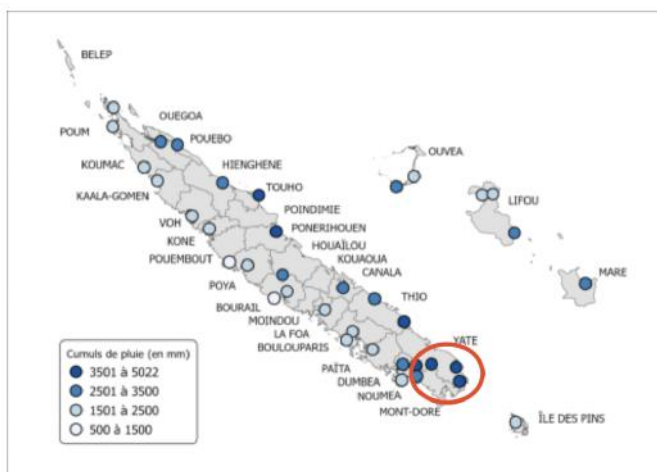 BELEP
OUEGOA
POUM
POUEBO
OUVEA
KOUMAC
HIENGHENE
LIFOU
KAALA-GOMEN
TOUHO
POINDIMIE
VOH
PONERIHOUEN
KONE
HOUAÏLOU
POUEMBOUT
KOUAOUA
CANALA
MARE
POYA
THIO
BOURAIL
MOINDOU
LA FOA
YATE
BOULOUPARIS
Cumuls de pluie (en mm)
3501 à 5022
2501 à 3500
1501 à 2500
500 à 1500
PAÏTA
DUMBEA
NOUMEA
MONT-DORE
ÎLE DES PINS